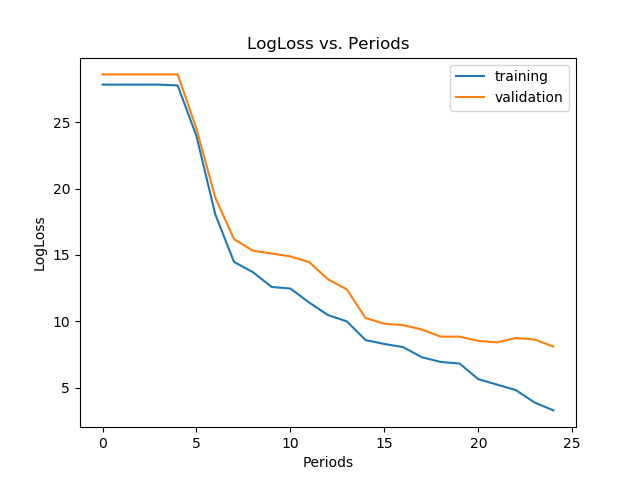 LogLoss vs. Periods
training
validation
LogLoss
25
20
15
10
5
0 5 10 15 20 25
Periods